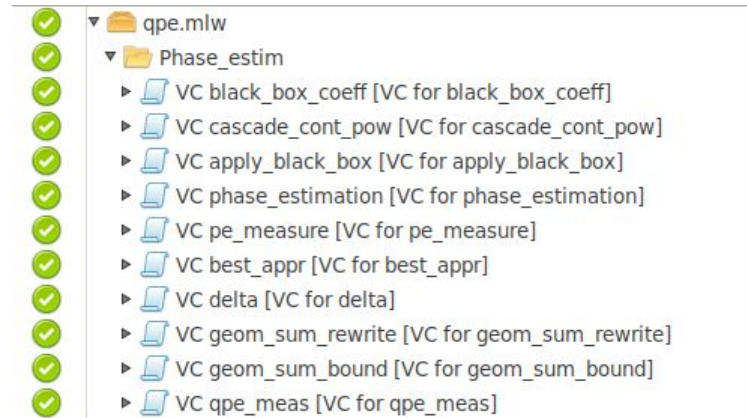 qpe.mlw
Phase_estim
VC black_box_coeff [VC for black_box_coeff]
VC cascade_cont_pow [VC for cascade_cont_pow]
VC apply_black_box [VC for apply_black_box]
VC phase_estimation [VC for phase_estimation]
VC pe_measure [VC for pe_measure]
VC best_appr [VC for best_appr]
VC delta [VC for delta]
VC geom_sum_rewrite [VC for geom_sum_rewrite]
VC geom_sum_bound [VC for geom_sum_bound]
VC qpe_meas [VC for qpe_meas]